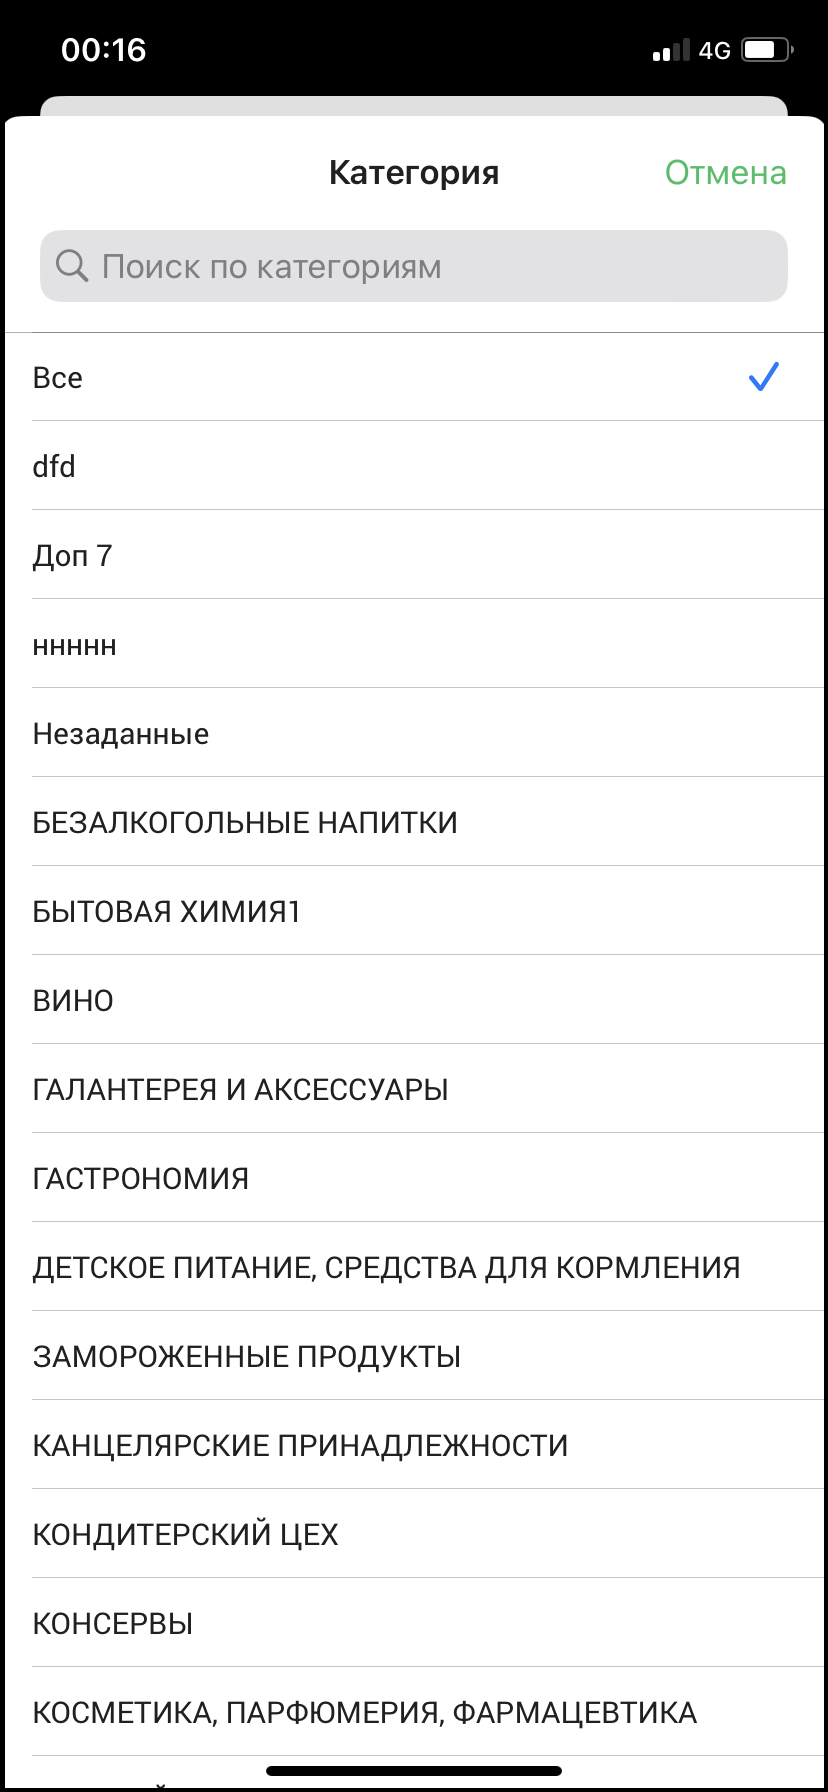 00:16
4G
Категория
Отмена
Поиск по категориям
Все
dfd
Доп 7
ннннн
Незаданные
БЕЗАЛКОГОЛЬНЫЕ НАПИТКИ
БЫТОВАЯ ХИМИЯ1
ВИНО
ГАЛАНТЕРЕЯ И АКСЕССУАРЫ
ГАСТРОНОМИЯ
ДЕТСКОЕ ПИТАНИЕ, СРЕДСТВА ДЛЯ КОРМЛЕНИЯ
ЗАМОРОЖЕННЫЕ ПРОДУКТЫ
КАНЦЕЛЯРСКИЕ ПРИНАДЛЕЖНОСТИ
КОНДИТЕРСКИЙ ЦЕХ
КОНСЕРВЫ
КОСМЕТИКА, ПАРФЮМЕРИЯ, ФАРМАЦЕВТИКА